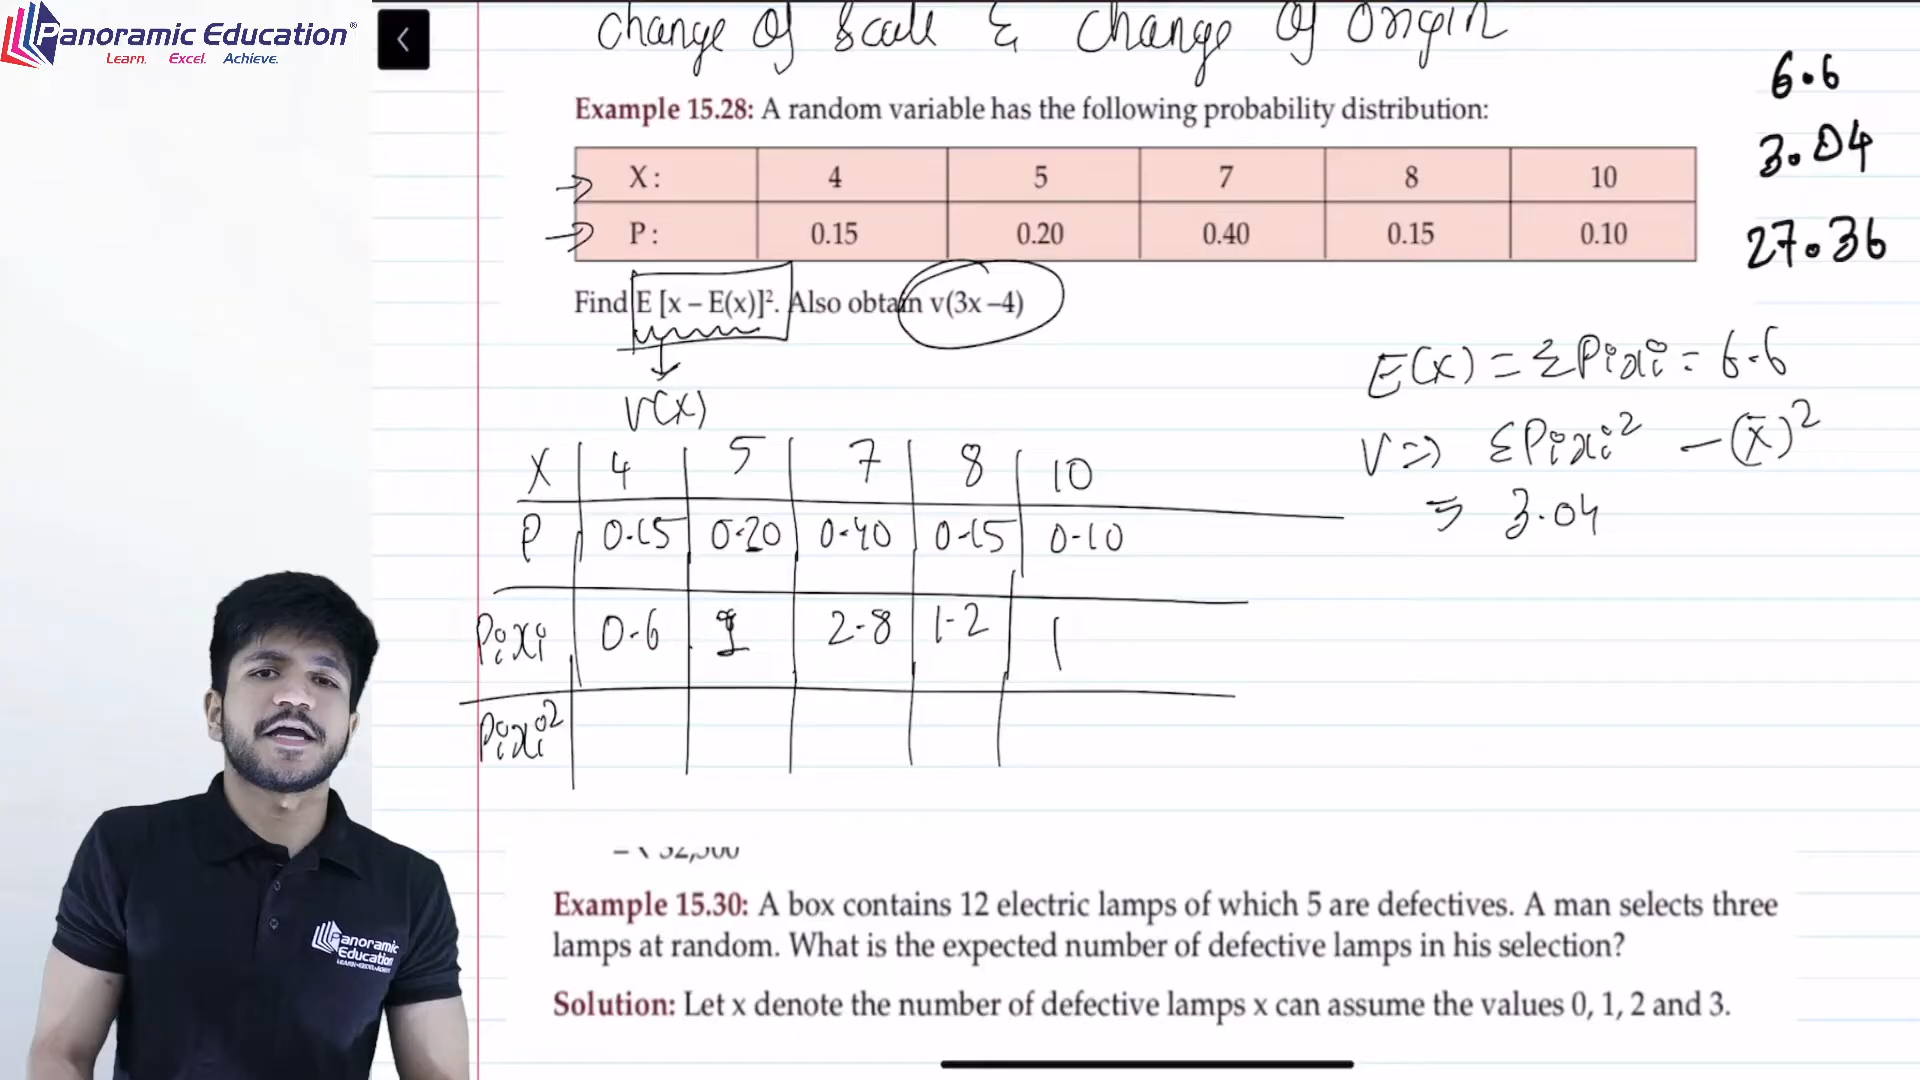 Panoramic Education®
Learn. Excel. Achieve.
Change Of Scale & Change Of Origin
Example 15.28: A random variable has the following probability distribution:
X: 4 5 7 8 10
P: 0.15 0.20 0.40 0.15 0.10
Find E [x – E(x)]². Also obtain v(3x –4)
6.6
3.04
27.36
V(X)
E(X) = ΣPixi = 6.6
V => ΣPixi² - (x̄)²
=> 3.04
X 4 5 7 8 10
P 0.15 0.20 0.40 0.15 0.10
Pixi 0.6 1 2.8 1.2 1
Pixi²
Example 15.30: A box contains 12 electric lamps of which 5 are defectives. A man selects three
lamps at random. What is the expected number of defective lamps in his selection?
Solution: Let x denote the number of defective lamps x can assume the values 0, 1, 2 and 3.
Panoramic
Education